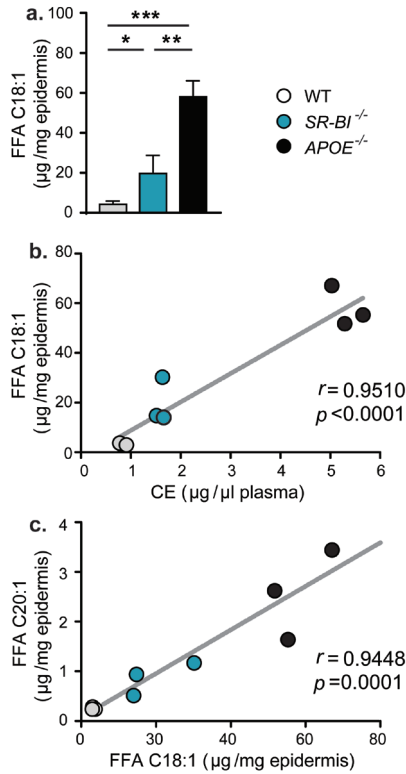 a.
***
* **
FFA C18:1
(µg/mg epidermis)
100
80
60
40
20
0
WT
SR-BI -/-
APOE -/-
b.
FFA C18:1
(µg/mg epidermis)
80
60
40
20
0
r = 0.9510
p <0.0001
0 1 2 3 4 5 6
CE (µg/µl plasma)
c.
FFA C20:1
(µg/mg epidermis)
4
3
2
1
0
r = 0.9448
p =0.0001
0 30 40 60 80
FFA C18:1 (µg/mg epidermis)